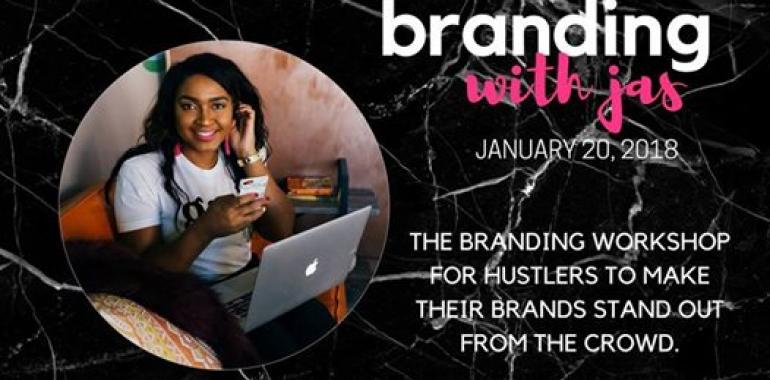 branding
with jas
JANUARY 20, 2018
THE BRANDING WORKSHOP
FOR HUSTLERS TO MAKE
THEIR BRANDS STAND OUT
FROM THE CROWD.